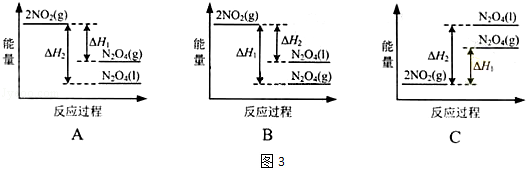 能量
2NO₂(g)
ΔH₁
ΔH₂
N₂O₄(g)
N₂O₄(l)
反应过程
A
能量
2NO₂(g)
ΔH₂
ΔH₁
N₂O₄(l)
N₂O₄(g)
反应过程
B
能量
N₂O₄(l)
N₂O₄(g)
ΔH₂
ΔH₁
2NO₂(g)
反应过程
C
图3